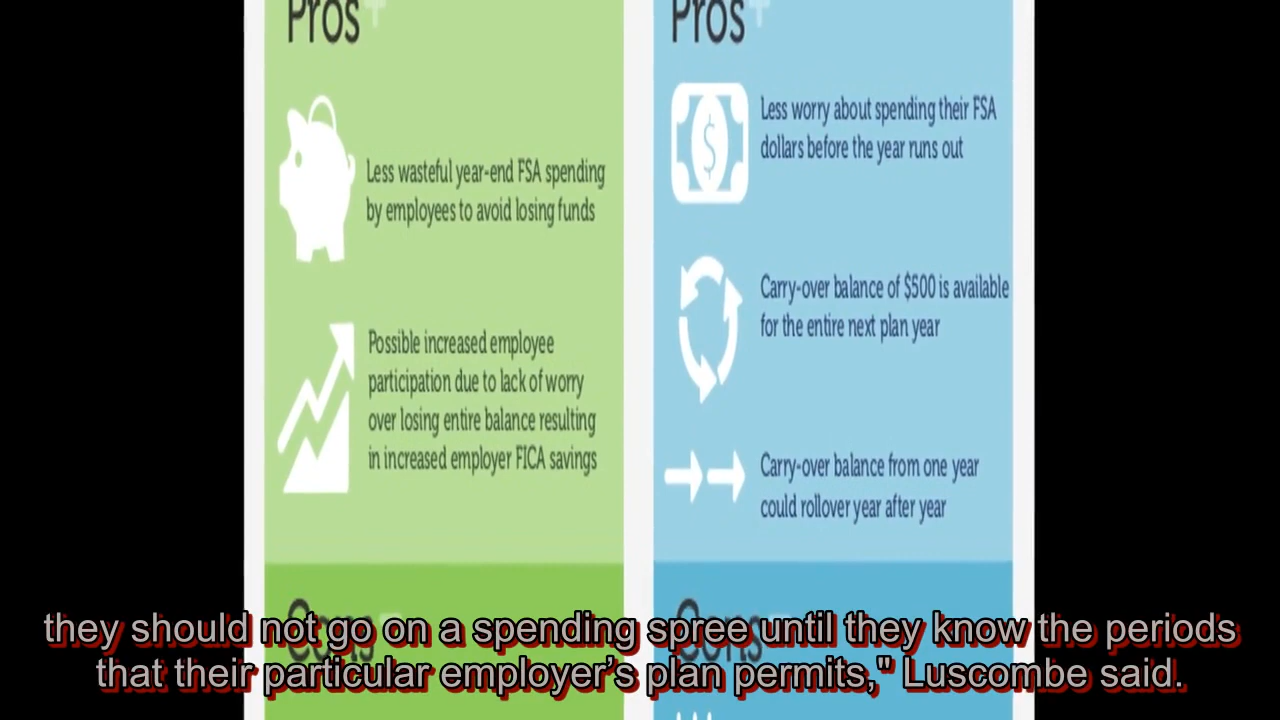 Pros
Less wasteful year-end FSA spending
by employees to avoid losing funds
Possible increased employee
participation due to lack of worry
over losing entire balance resulting
in increased employer FICA savings
Cons
Pros
Less worry about spending their FSA
dollars before the year runs out
Carry-over balance of $500 is available
for the entire next plan year
Carry-over balance from one year
could rollover year after year
Cons
they should not go on a spending spree until they know the periods
that their particular employer’s plan permits," Luscombe said.